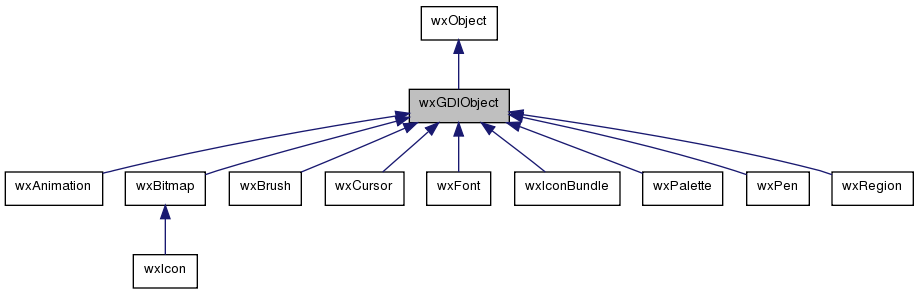 wxObject
wxGDIObject
wxAnimation
wxBitmap
wxBrush
wxCursor
wxFont
wxIconBundle
wxPalette
wxPen
wxRegion
wxIcon